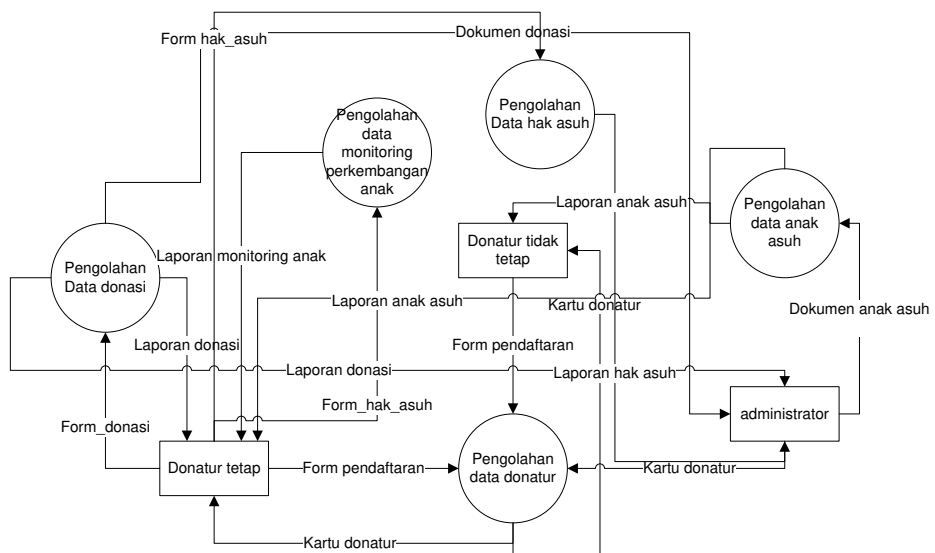 Form hak_asuh
Dokumen donasi
Pengolahan
Data hak asuh
Pengolahan
data
monitoring
perkembangan
anak
Laporan anak asuh
Pengolahan
data anak
asuh
Donatur tidak
tetap
Pengolahan
Data donasi
Laporan monitoring anak
Laporan anak asuh
Kartu donatur
Dokumen anak asuh
Laporan donasi
Form pendaftaran
Laporan donasi
Laporan hak asuh
Form_hak_asuh
administrator
Form_donasi
Donatur tetap
Form pendaftaran
Pengolahan
data donatur
Kartu donatur
Kartu donatur